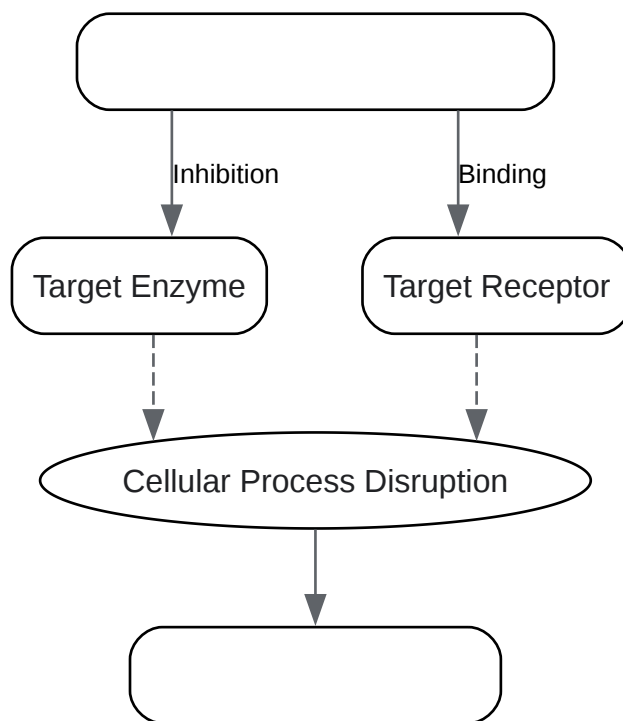 Inhibition
Binding
Target Enzyme
Target Receptor
Cellular Process Disruption